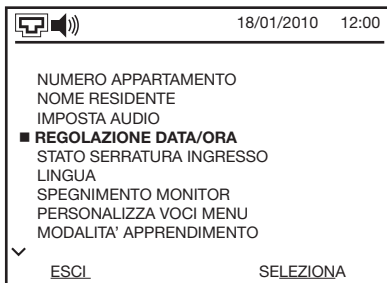 18/01/2010 12:00
NUMERO APPARTAMENTO
NOME RESIDENTE
IMPOSTA AUDIO
REGOLAZIONE DATA/ORA
STATO SERRATURA INGRESSO
LINGUA
SPEGNIMENTO MONITOR
PERSONALIZZA VOCI MENU
MODALITA' APPRENDIMENTO
ESCI SELEZIONA